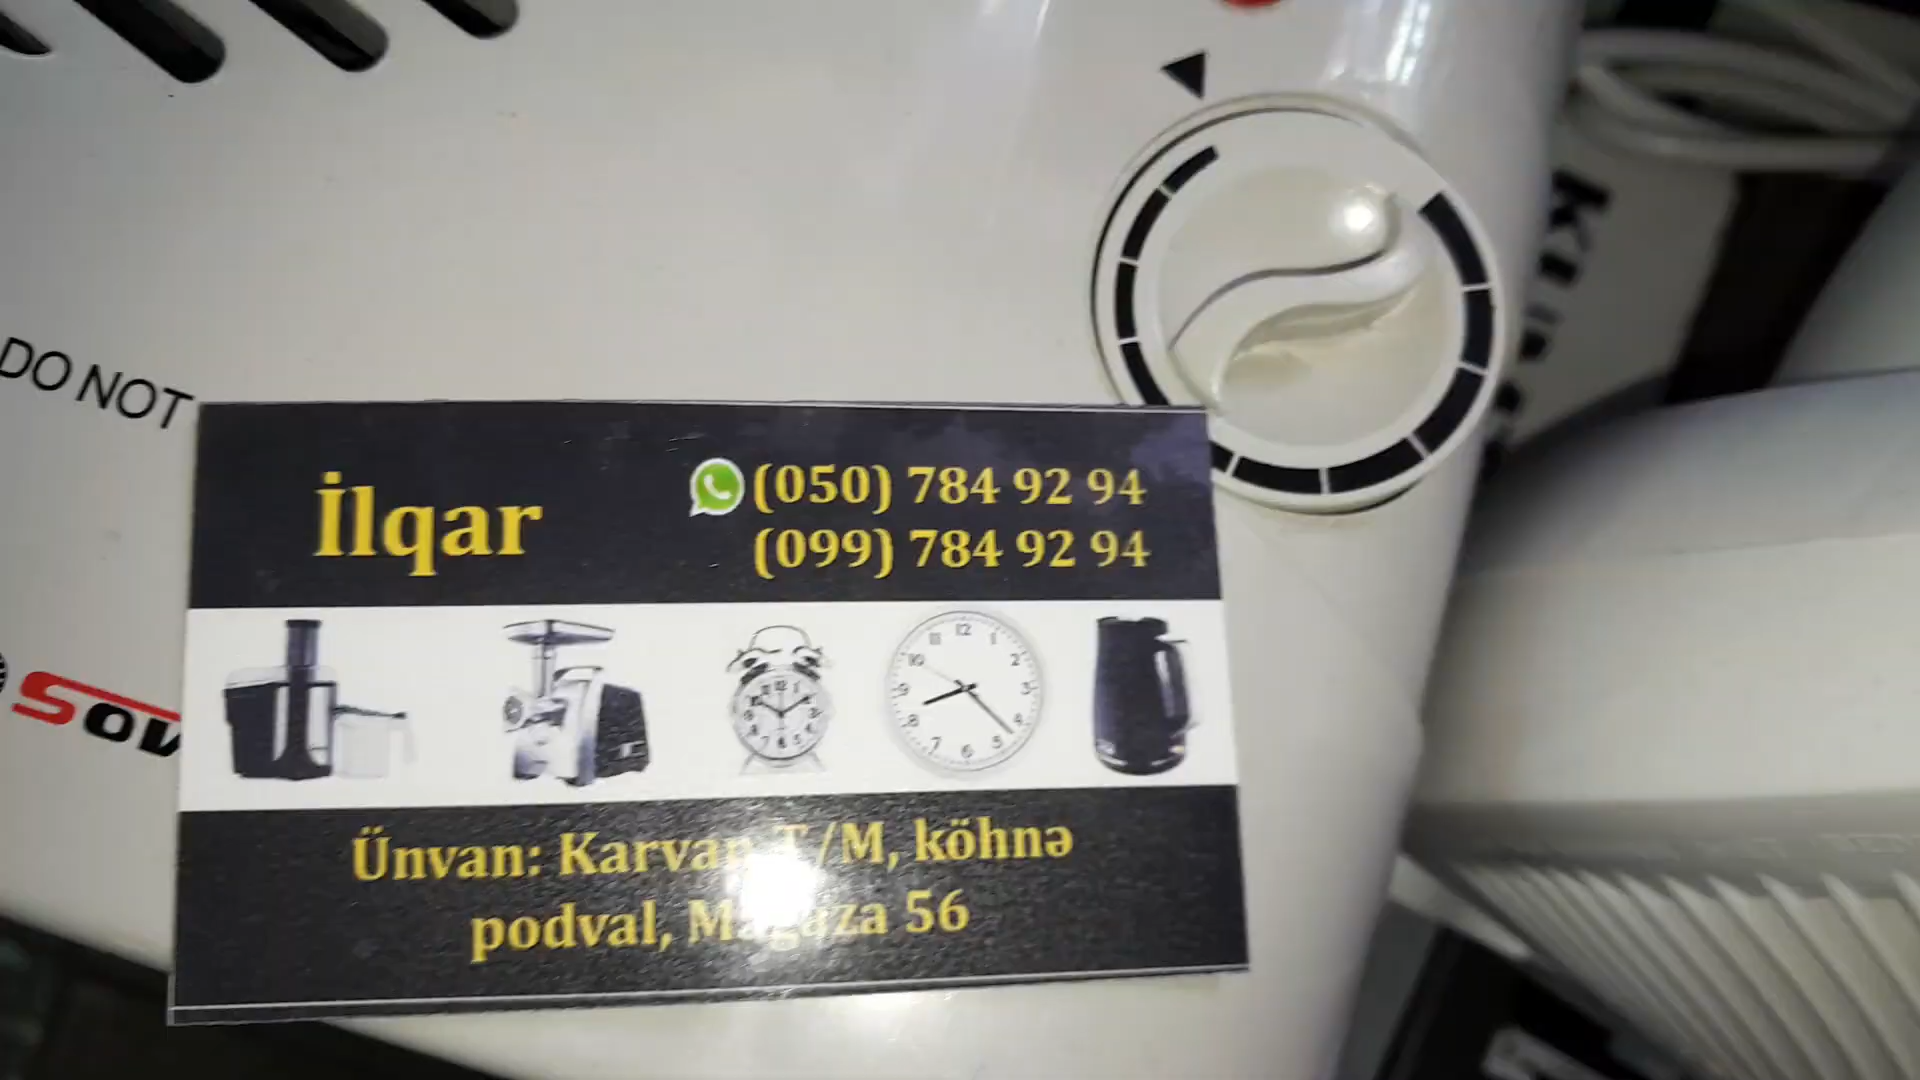 DO NOT
İlqar
(050) 784 92 94
(099) 784 92 94
Ünvan: Karvan T/M, köhnə
podval, Mağaza 56